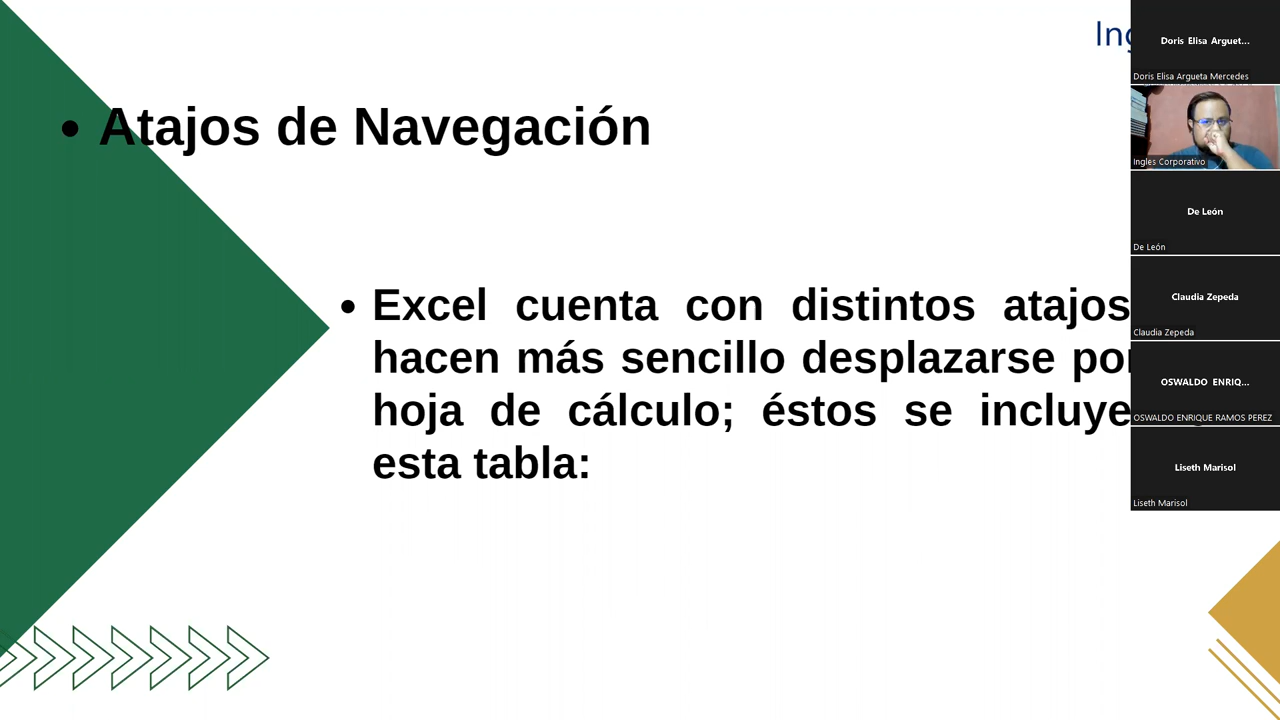 Ing
Atajos de Navegación
Excel cuenta con distintos atajos
hacen más sencillo desplazarse por
hoja de cálculo; éstos se incluye
esta tabla:
Doris Elisa Arguet...
Doris Elisa Argueta Mercedes
Ingles Corporativo
De León
De León
Claudia Zepeda
Claudia Zepeda
OSWALDO ENRIQ...
OSWALDO ENRIQUE RAMOS PEREZ
Liseth Marisol
Liseth Marisol